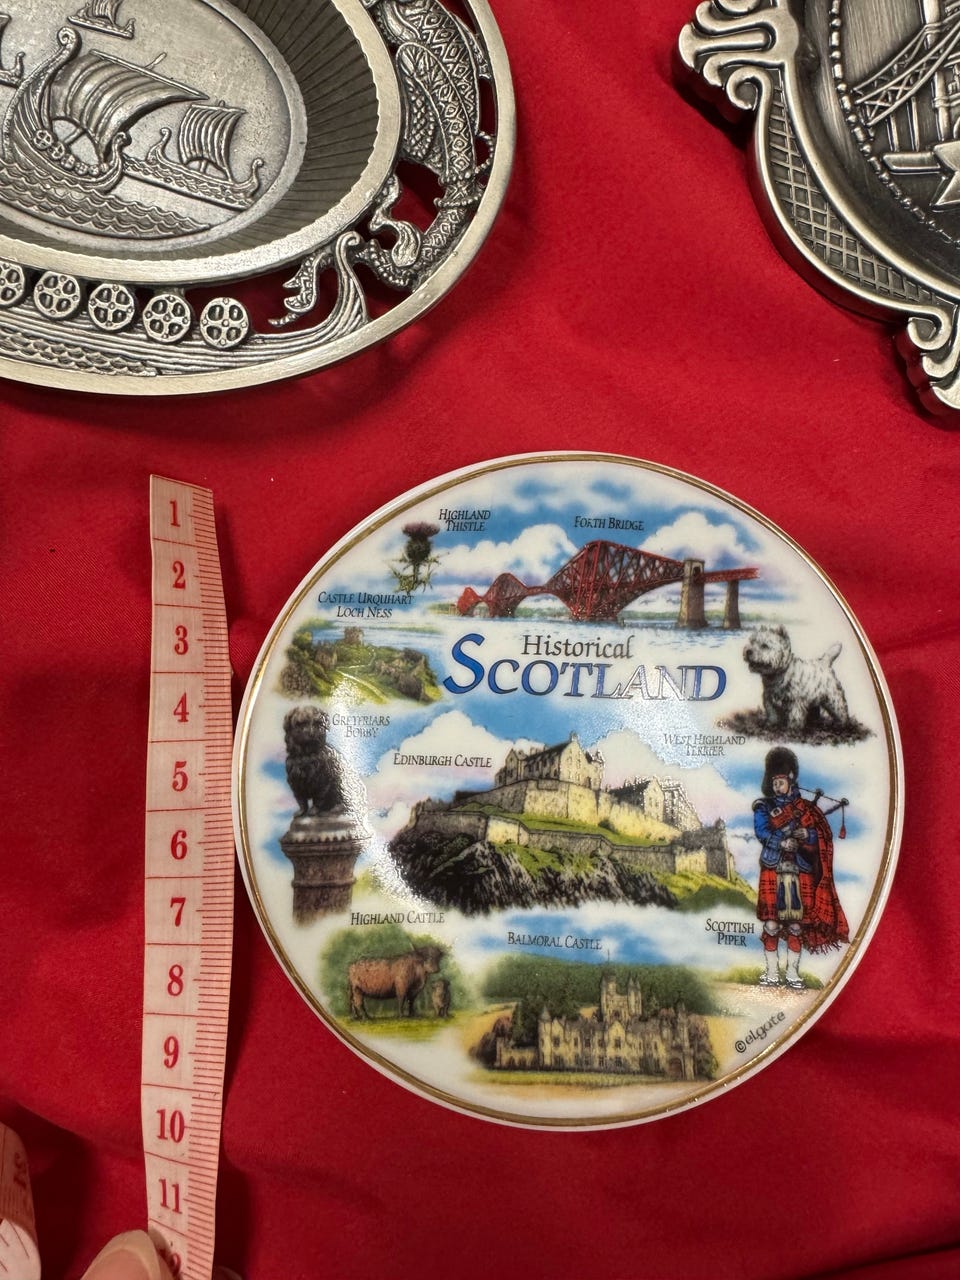 HIGHLAND
THISTLE
FORTH BRIDGE
CASTLE URQUHART
LOCH NESS
Historical
SCOTLAND
GREYFRIARS
BOBBY
WEST HIGHLAND
TERRIER
EDINBURGH CASTLE
HIGHLAND CATTLE
SCOTTISH
PIPER
BALMORAL CASTLE
©elgate
1
2
3
4
5
6
7
8
9
10
11